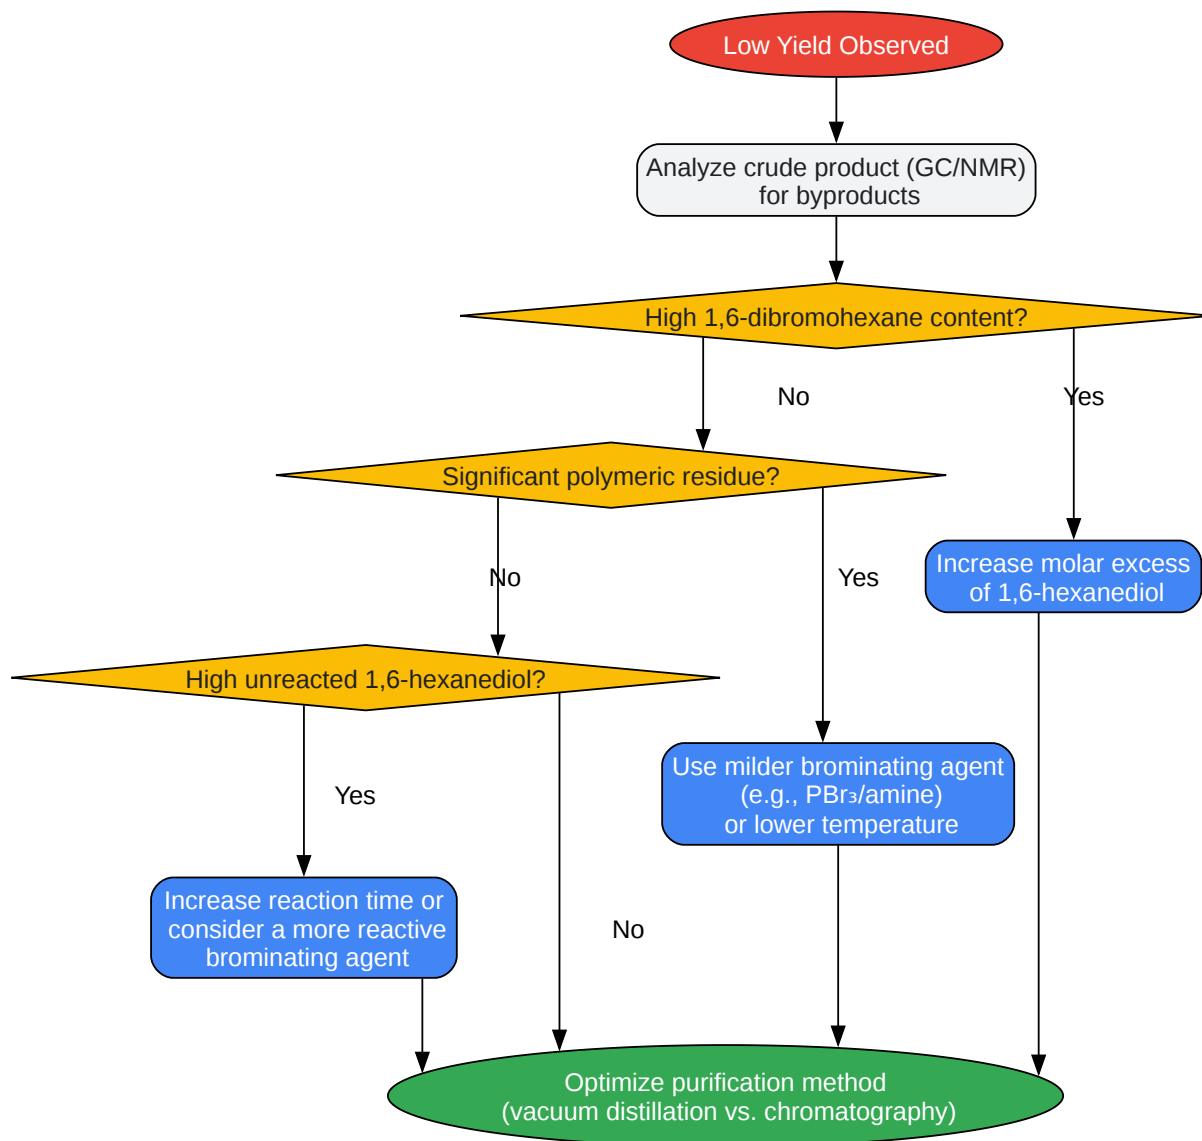 Low Yield Observed
Analyze crude product (GC/NMR)
for byproducts
High 1,6-dibromohexane content?
No
Yes
Significant polymeric residue?
No
Yes
Increase molar excess
of 1,6-hexanediol
High unreacted 1,6-hexanediol?
Yes
Use milder brominating agent
(e.g., PBr₃/amine)
or lower temperature
Increase reaction time or
consider a more reactive
brominating agent
No
Optimize purification method
(vacuum distillation vs. chromatography)